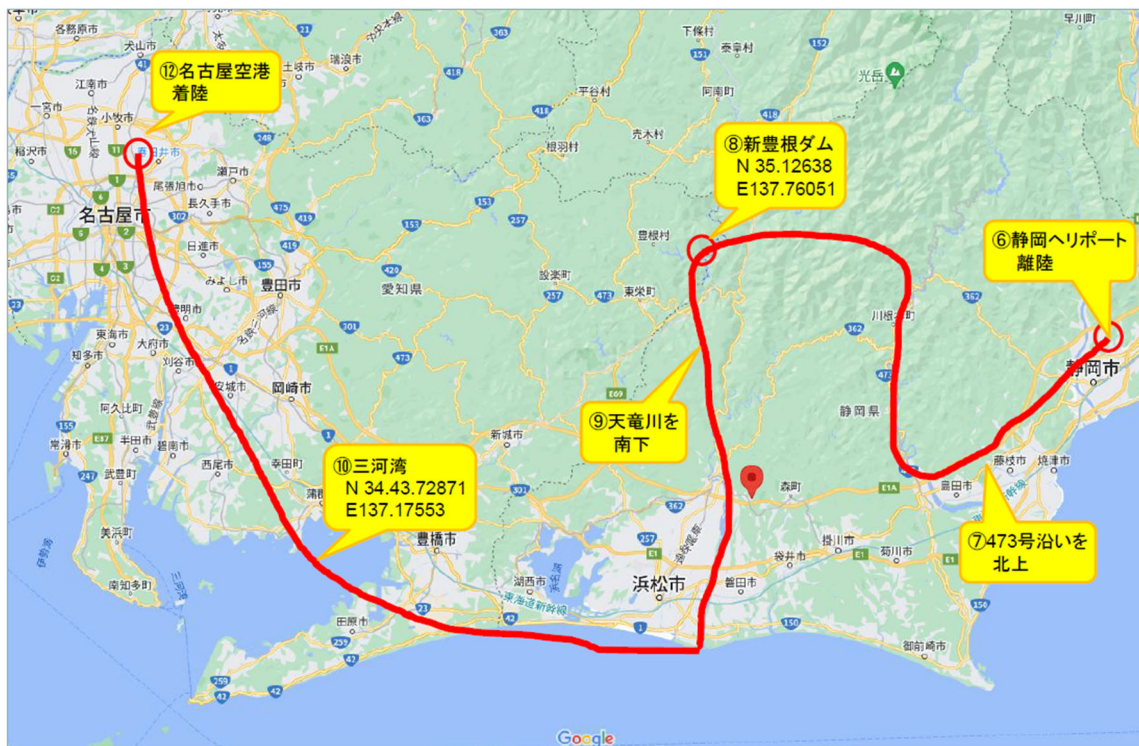 ⑫名古屋空港
着陸
⑧新豊根ダム
N 35.12638
E137.76051
⑥静岡ヘリポート
離陸
⑨天竜川を
南下
⑩三河湾
N 34.43.72871
E137.17553
⑦473号沿いを
北上
各務原市
犬山市
江南市
一宮市
小牧市
稲沢市
春日井市
瀬戸市
尾張旭市
長久手市
名古屋市
日進市
みよし市
豊田市
豊明市
東海市
大府市
知多市
刈谷市
安城市
岡崎市
阿久比町
常滑市
半田市
碧南市
武豊町
西尾市
幸田町
美浜町
南知多町
伊勢湾
三河湾
土岐市
瑞浪市
愛知県
平谷村
根羽村
売木村
阿南町
下條村
泰阜村
光岳
早川町
豊根村
設楽町
東栄町
新城市
豊橋市
田原市
湖西市
浜名湖
東海道新幹線
浜松市
遠鉄電車
磐田市
袋井市
森町
掛川市
菊川市
御前崎市
島田市
藤枝市
焼津市
静岡県
静岡市
Google